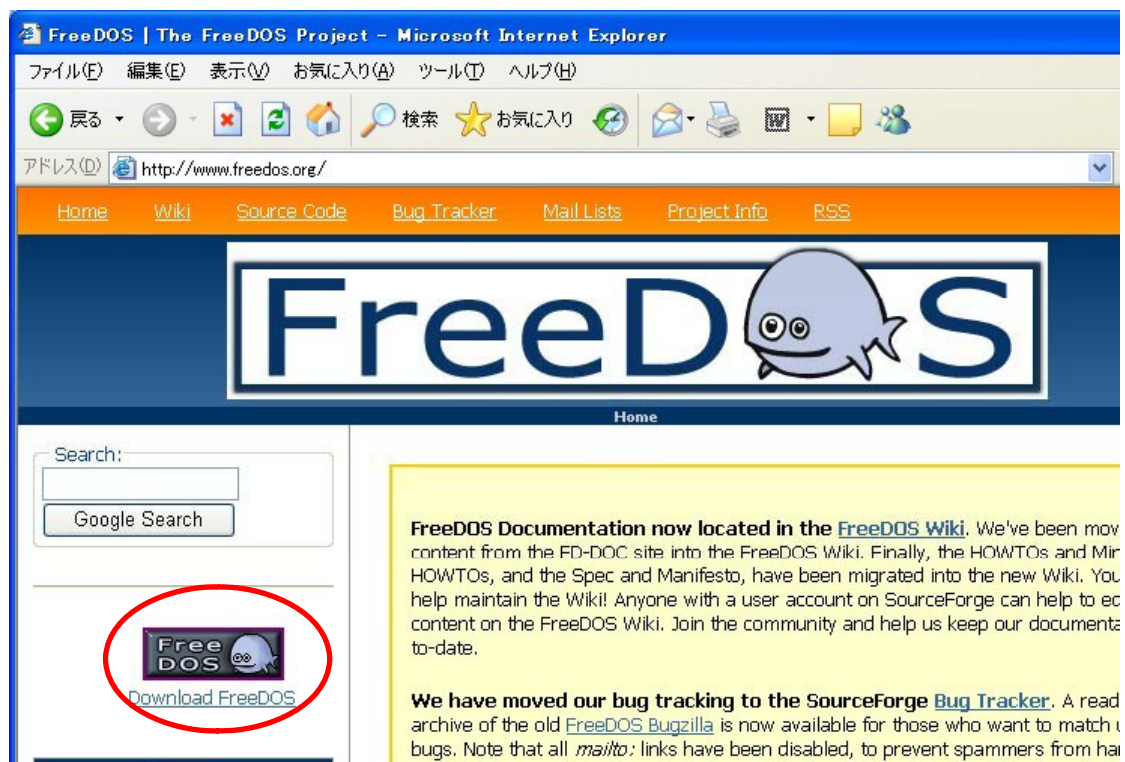 FreeDOS | The FreeDOS Project - Microsoft Internet Explorer
ファイル(F) 編集(E) 表示(V) お気に入り(A) ツール(T) ヘルプ(H)
戻る 検索 お気に入り
アドレス(D) http://www.freedos.org/
Home Wiki Source Code Bug Tracker Mail Lists Project Info RSS
FreeDOS
Home
Search:
Google Search
Free
DOS
Download FreeDOS
FreeDOS Documentation now located in the FreeDOS Wiki. We've been mov
content from the FD-DOC site into the FreeDOS Wiki. Finally, the HOWTOs and Min
HOWTOs, and the Spec and Manifesto, have been migrated into the new Wiki. You
help maintain the Wiki! Anyone with a user account on SourceForge can help to ed
content on the FreeDOS Wiki. Join the community and help us keep our documenta
to-date.
We have moved our bug tracking to the SourceForge Bug Tracker. A read
archive of the old FreeDOS Bugzilla is now available for those who want to match u
bugs. Note that all mailto: links have been disabled, to prevent spammers from har